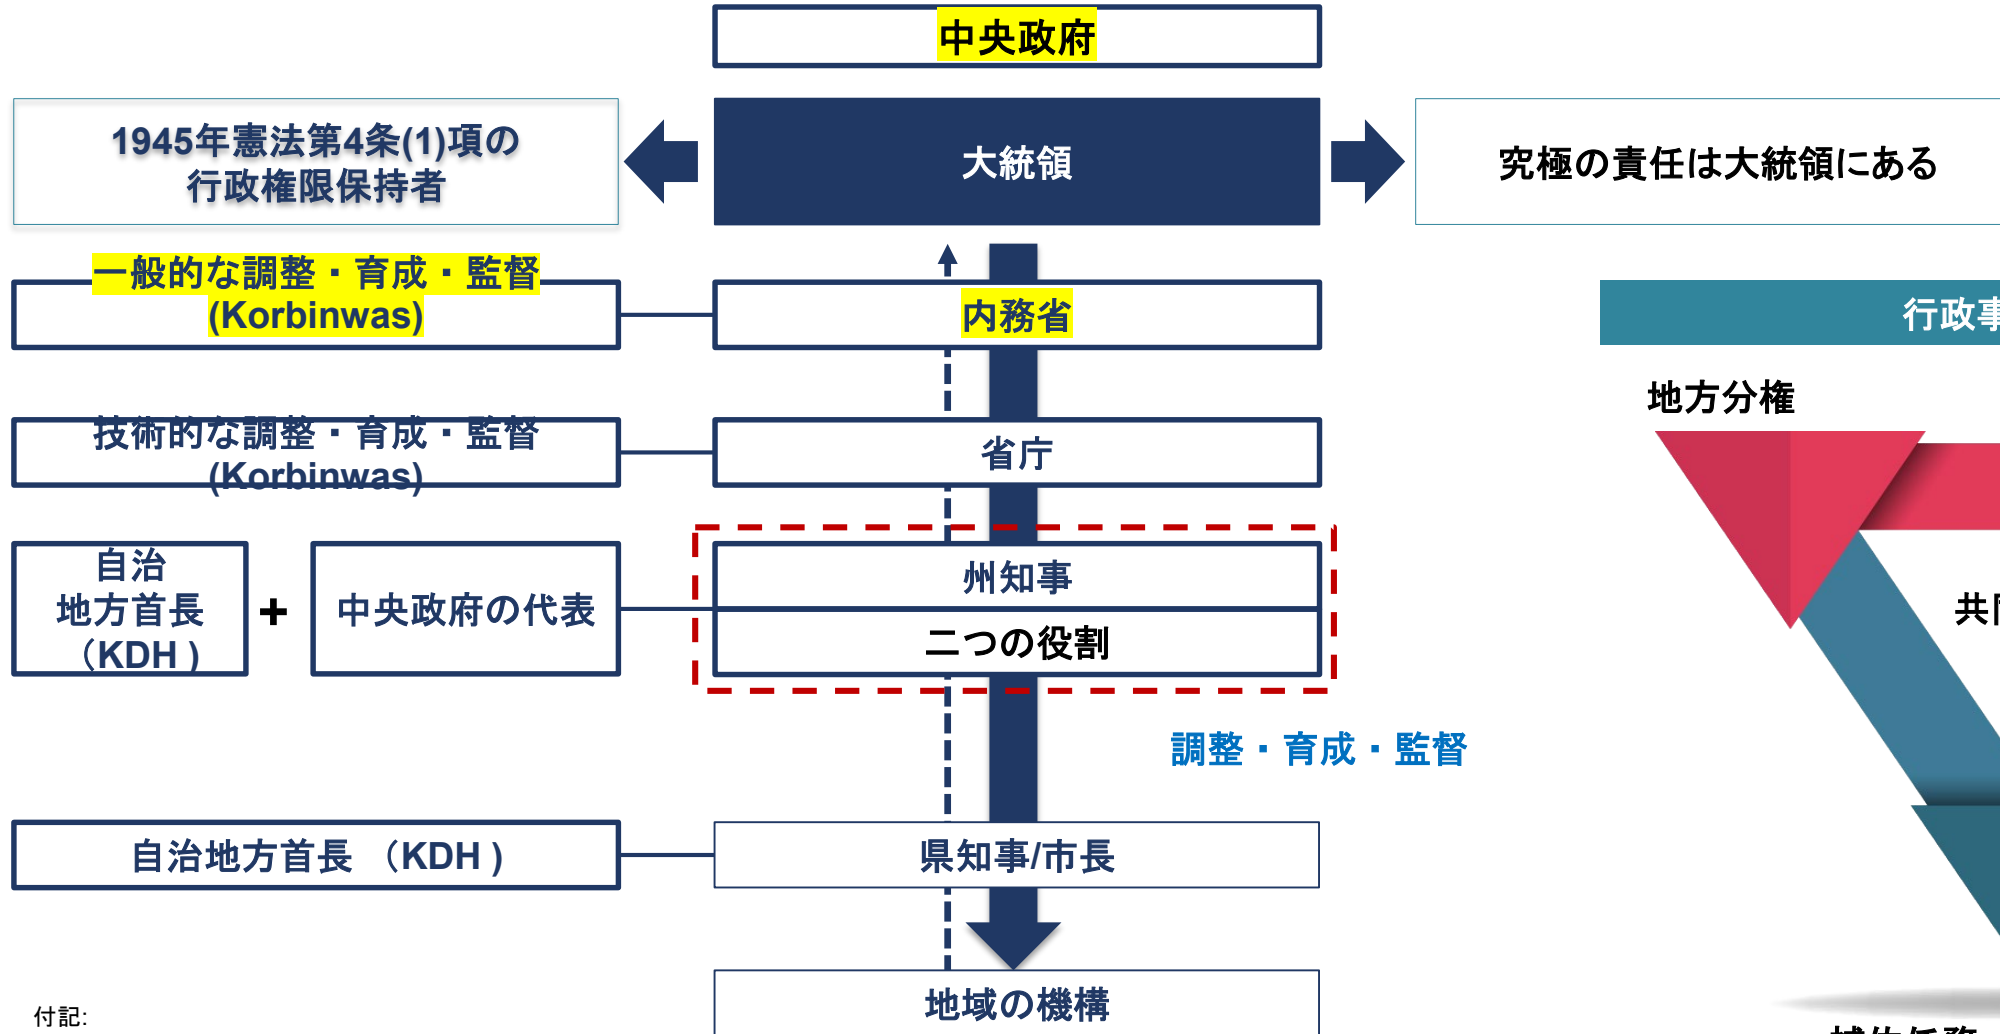 中央政府
1945年憲法第4条(1)項の
行政権限保持者
大統領
究極の責任は大統領にある
一般的な調整・育成・監督
(Korbinwas)
内務省
行政事
地方分権
技術的な調整・育成・監督
(Korbinwas)
省庁
自治
地方首長
（KDH )
+
中央政府の代表
州知事
二つの役割
共同
調整・育成・監督
自治地方首長 （KDH )
県知事/市長
地域の機構
付記: